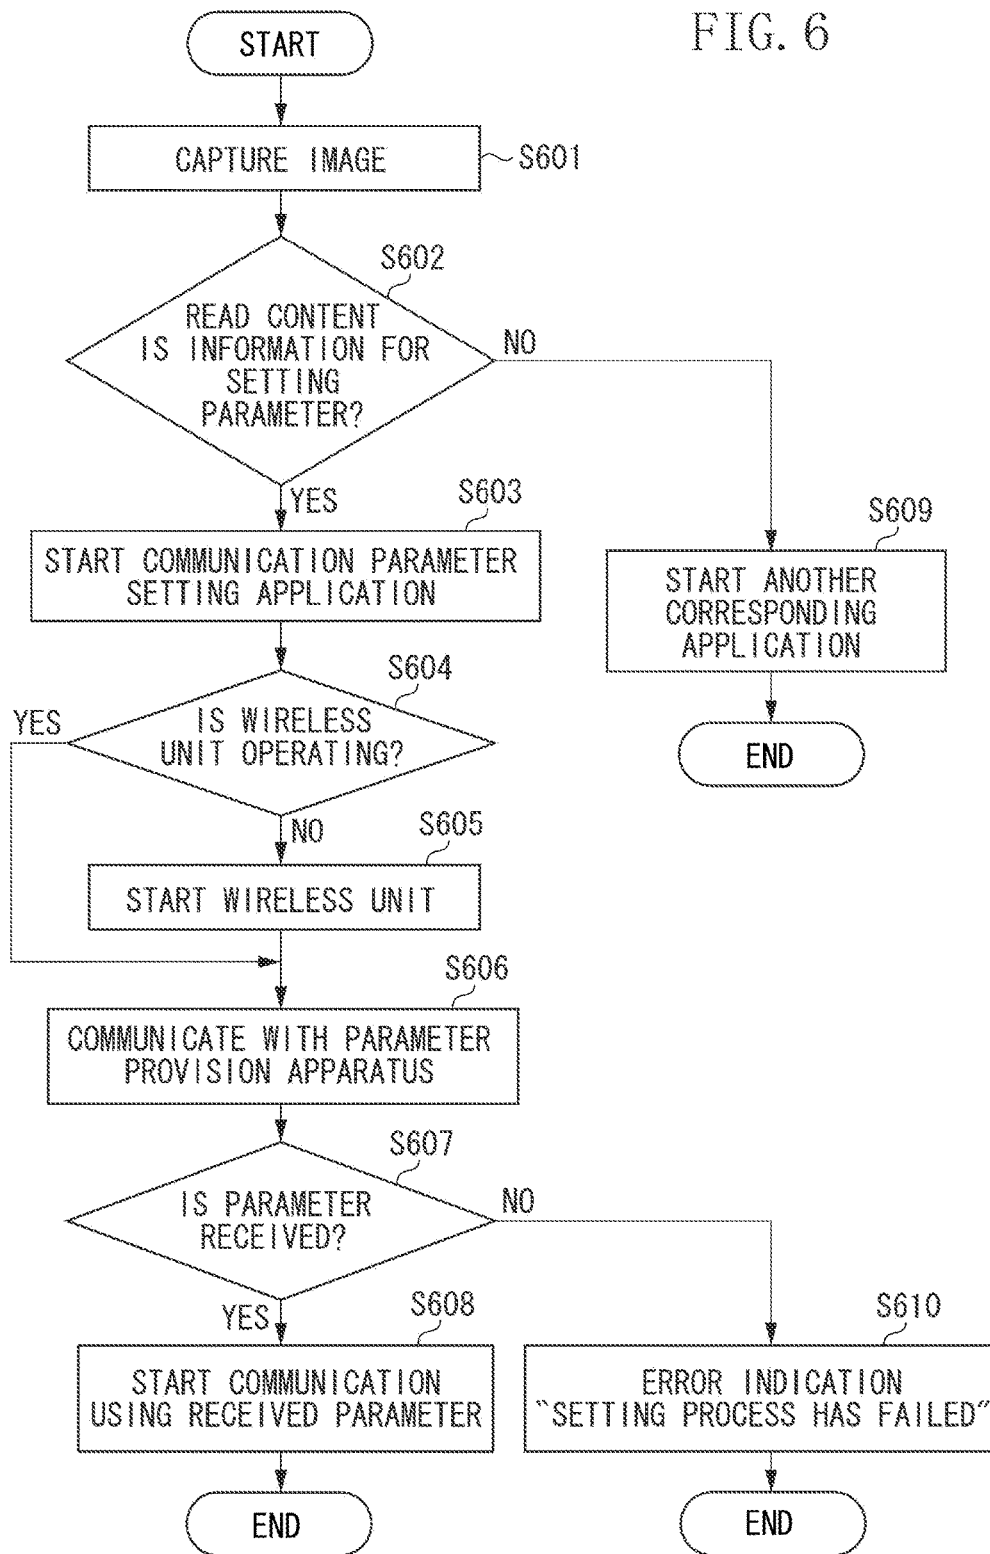 FIG. 6
START
CAPTURE IMAGE
S601
S602
READ CONTENT
IS INFORMATION FOR
SETTING
PARAMETER?
NO
YES
S603
START COMMUNICATION PARAMETER
SETTING APPLICATION
S609
START ANOTHER
CORRESPONDING
APPLICATION
END
S604
YES
IS WIRELESS
UNIT OPERATING?
NO
S605
START WIRELESS UNIT
S606
COMMUNICATE WITH PARAMETER
PROVISION APPARATUS
S607
IS PARAMETER
RECEIVED?
NO
YES
S608
START COMMUNICATION
USING RECEIVED PARAMETER
END
S610
ERROR INDICATION
"SETTING PROCESS HAS FAILED"
END